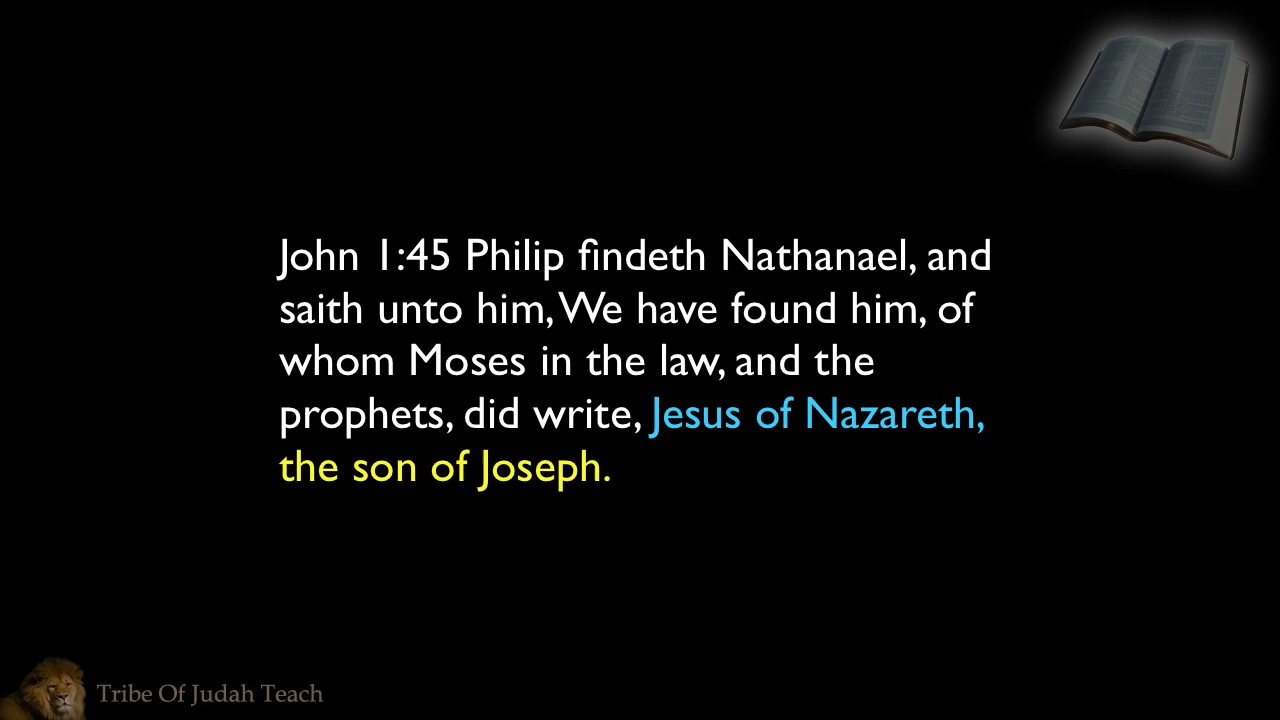 John 1:45 Philip findeth Nathanael, and
saith unto him, We have found him, of
whom Moses in the law, and the
prophets, did write, Jesus of Nazareth,
the son of Joseph.
Tribe Of Judah Teach